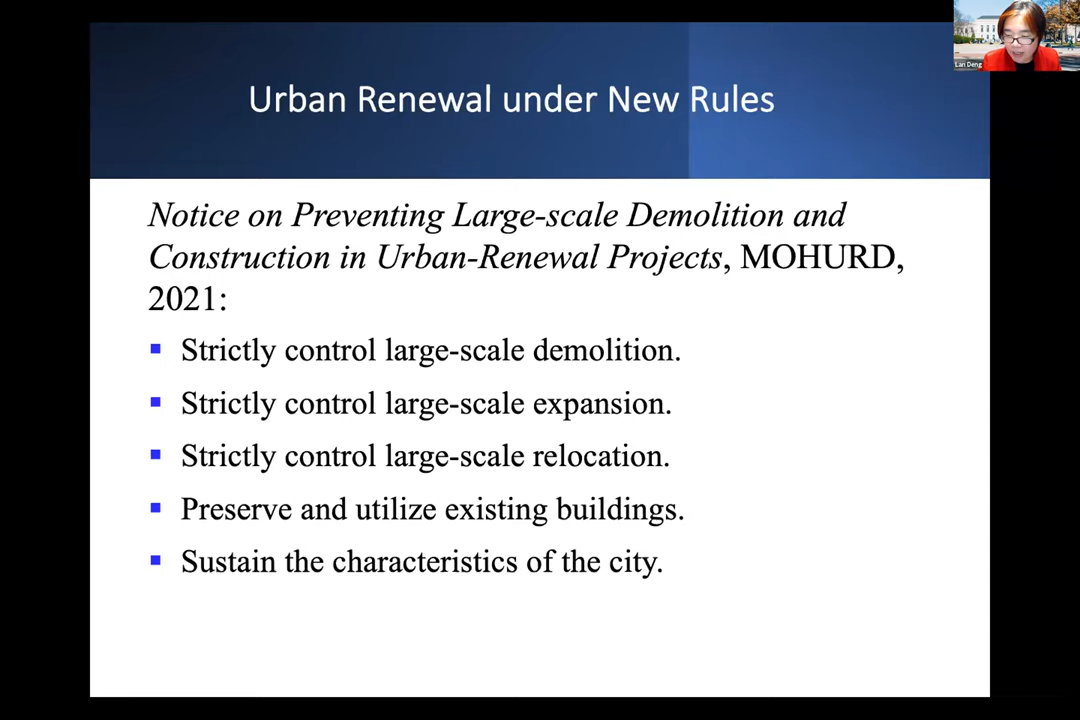 Urban Renewal under New Rules
Lan Deng
Notice on Preventing Large-scale Demolition and
Construction in Urban-Renewal Projects, MOHURD,
2021:
Strictly control large-scale demolition.
Strictly control large-scale expansion.
Strictly control large-scale relocation.
Preserve and utilize existing buildings.
Sustain the characteristics of the city.